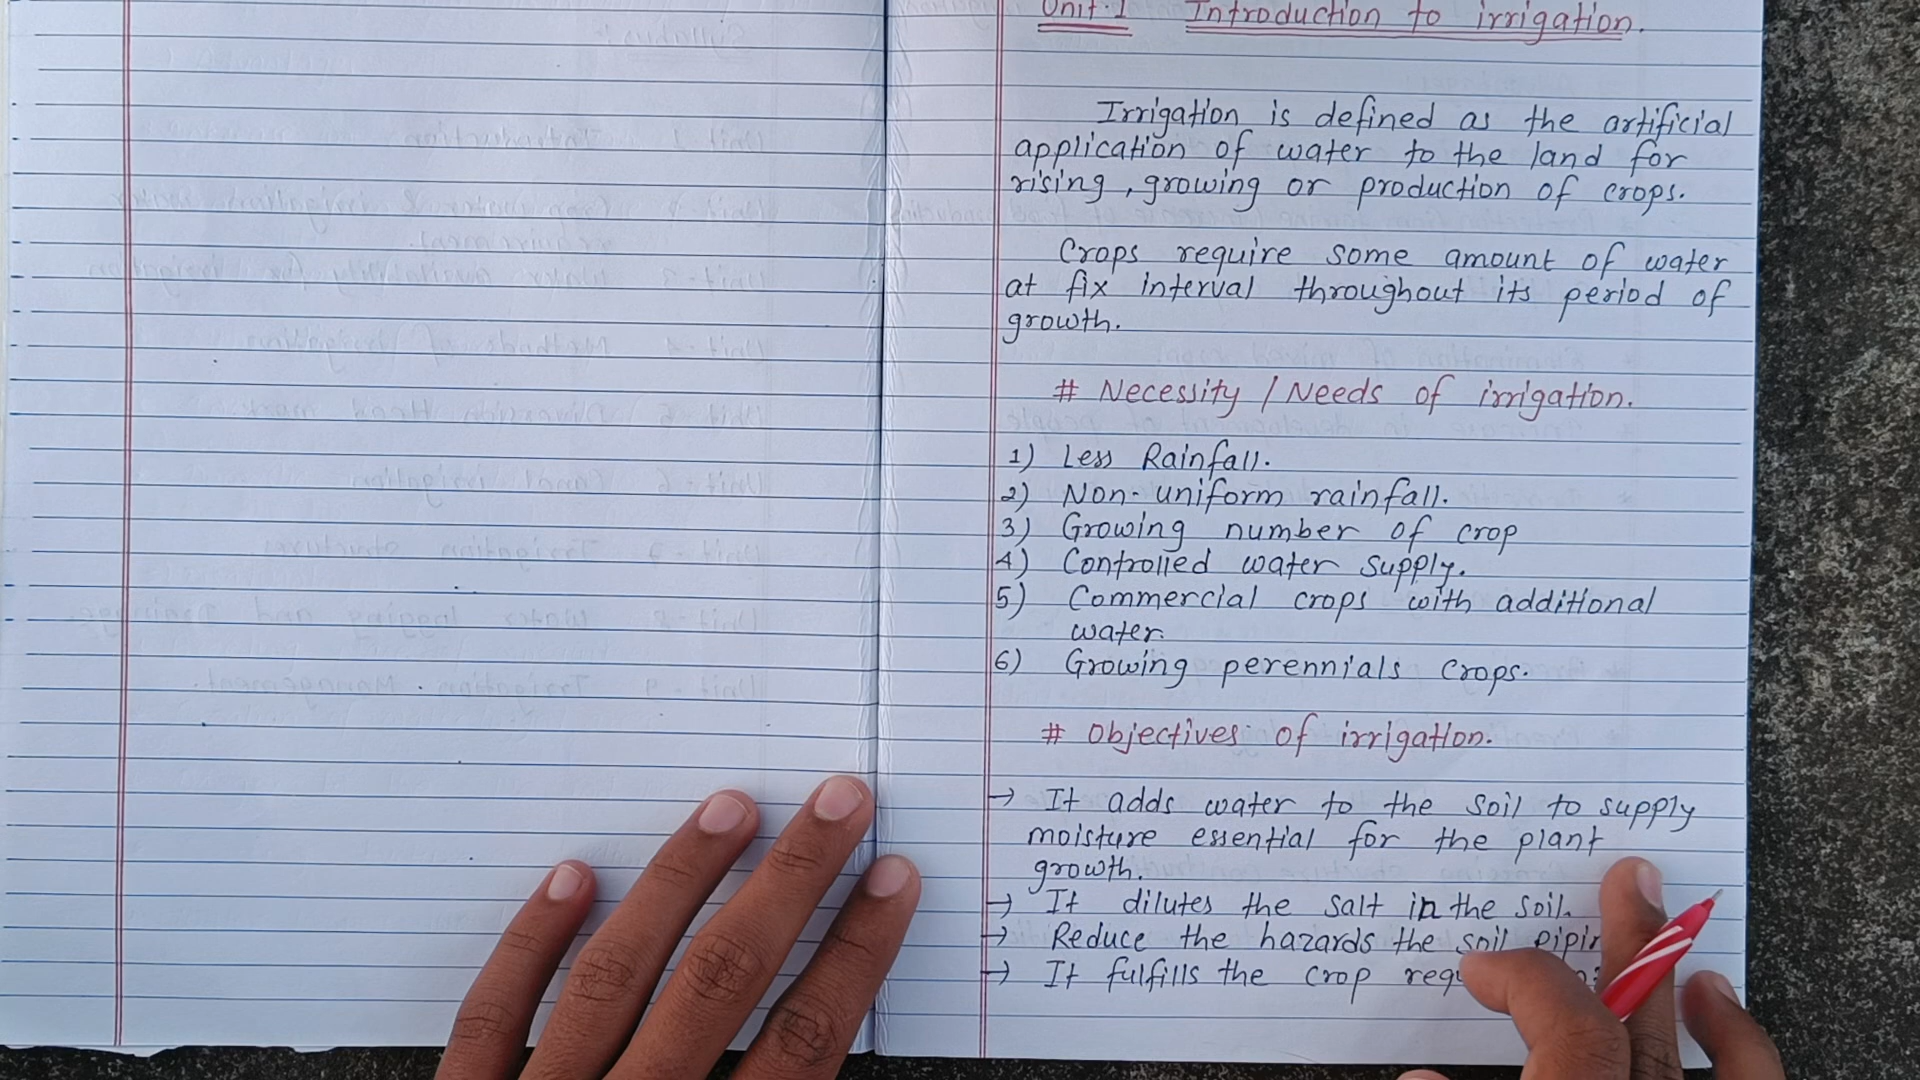 Unit-1 Introduction to irrigation.
Irrigation is defined as the artificial
application of water to the land for
rising, growing or production of crops.
Crops require some amount of water
at fix interval throughout its period of
growth.
# Necessity / Needs of irrigation.
1) Less Rainfall.
2) Non-uniform rainfall.
3) Growing number of crop
4) Controlled water supply.
5) Commercial crops with additional
water.
6) Growing perennials crops.
# Objectives of irrigation.
→ It adds water to the soil to supply
moisture essential for the plant
growth.
→ It dilutes the salt in the soil.
→ Reduce the hazards the soil
→ It fulfills the crop